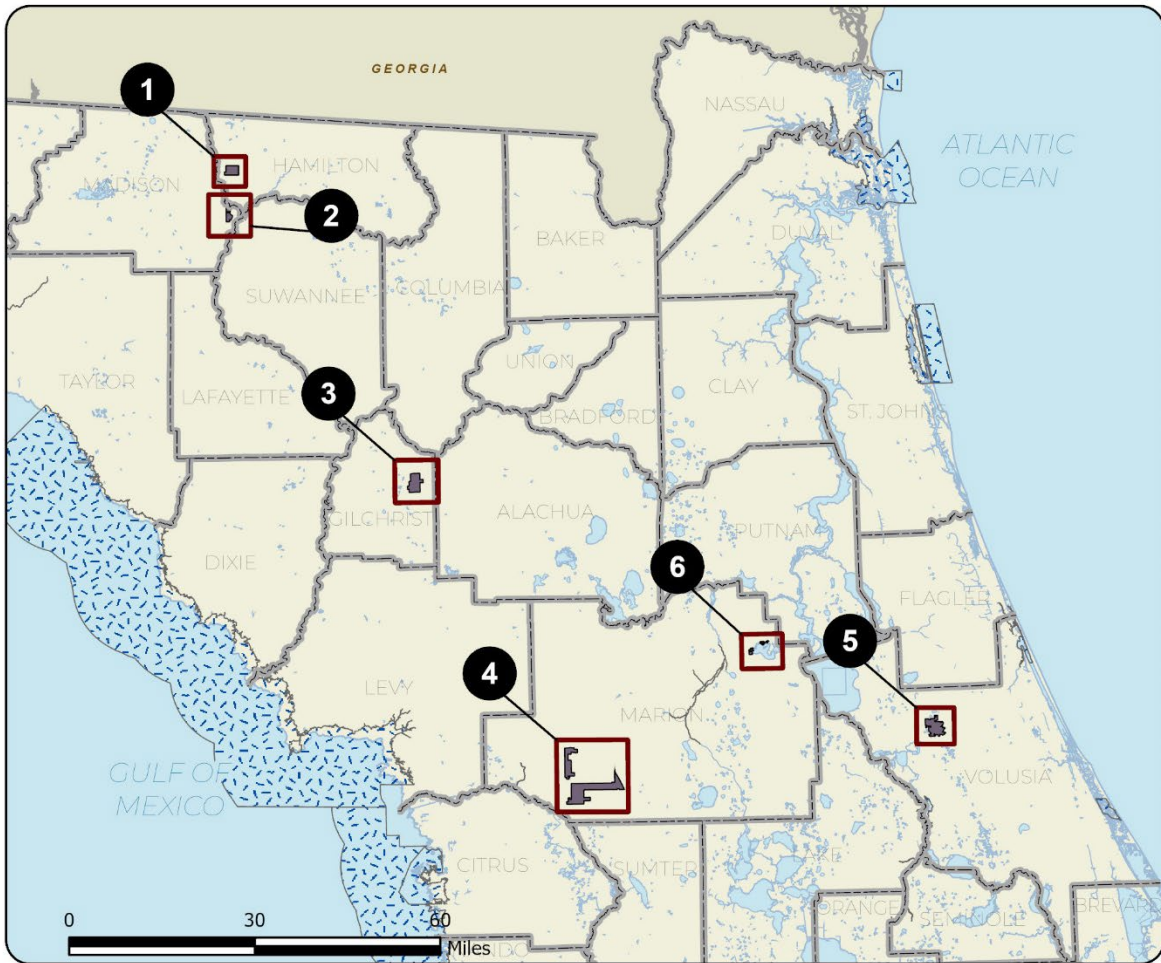 GEORGIA
1
NASSAU
HAMILTON
ATLANTIC
OCEAN
MADISON
2
BAKER
DUVAL
COLUMBIA
SUWANNEE
UNION
TAYLOR
LAFAYETTE
3
CLAY
BRADFORD
ST. JOHNS
GILCHRIST
ALACHUA
PUTNAM
DIXIE
6
FLAGLER
5
4
LEVY
MARION
GULF OF
MEXICO
VOLUSIA
CITRUS
SUMTER
LAKE
ORANGE
SEMINOLE
BREVARD
0 30 60
Miles